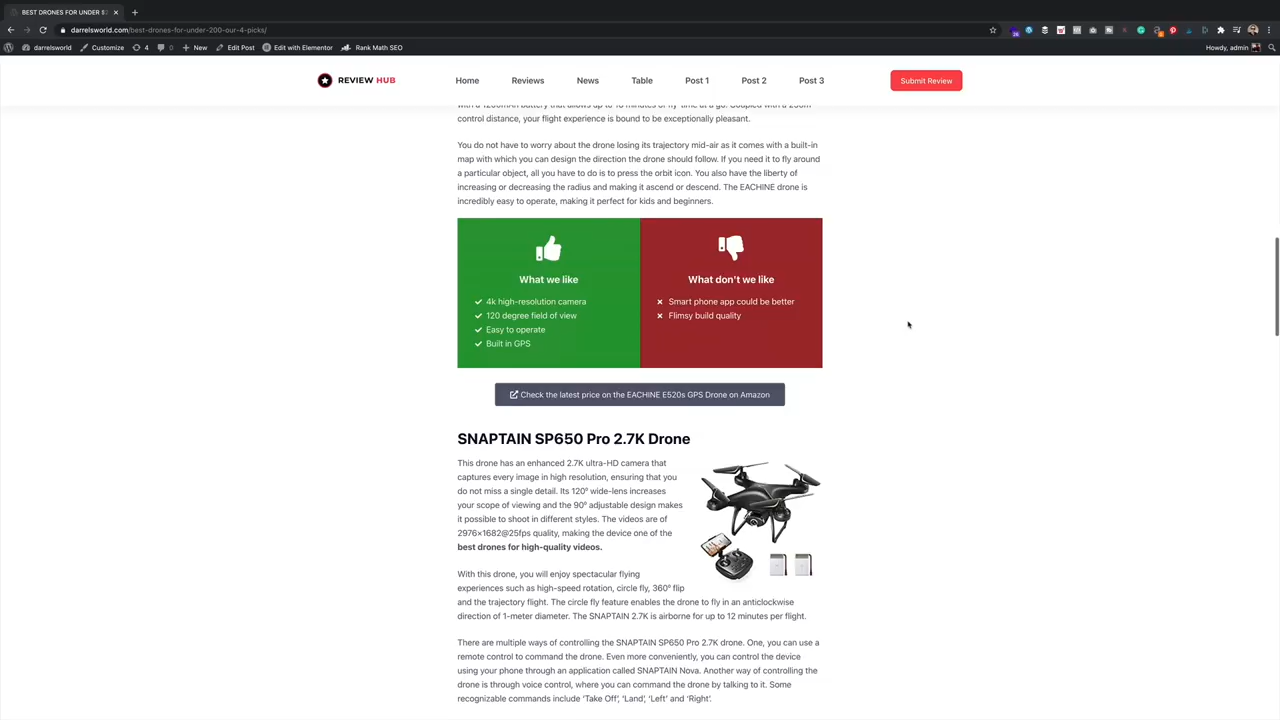 BEST DRONES FOR UNDER $2
darrelsworld.com/best-drones-for-under-200-our-4-picks/
darrelsworld Customize 4 0 New Edit Post Edit with Elementor Rank Math SEO Howdy, admin
REVIEW HUB Home Reviews News Table Post 1 Post 2 Post 3 Submit Review
with a 1200mAh battery that allows up to 16 minutes of fly-time at a go. Coupled with a 250m
control distance, your flight experience is bound to be exceptionally pleasant.
You do not have to worry about the drone losing its trajectory mid-air as it comes with a built-in
map with which you can design the direction the drone should follow. If you need it to fly around
a particular object, all you have to do is to press the orbit icon. You also have the liberty of
increasing or decreasing the radius and making it ascend or descend. The EACHINE drone is
incredibly easy to operate, making it perfect for kids and beginners.
What we like
4k high-resolution camera
120 degree field of view
Easy to operate
Built in GPS
What don't we like
Smart phone app could be better
Flimsy build quality
Check the latest price on the EACHINE E520s GPS Drone on Amazon
SNAPTAIN SP650 Pro 2.7K Drone
This drone has an enhanced 2.7K ultra-HD camera that
captures every image in high resolution, ensuring that you
do not miss a single detail. Its 120⁰ wide-lens increases
your scope of viewing and the 90⁰ adjustable design makes
it possible to shoot in different styles. The videos are of
2976×1682@25fps quality, making the device one of the
best drones for high-quality videos.
With this drone, you will enjoy spectacular flying
experiences such as high-speed rotation, circle fly, 360⁰ flip
and the trajectory flight. The circle fly feature enables the drone to fly in an anticlockwise
direction of 1-meter diameter. The SNAPTAIN 2.7K is airborne for up to 12 minutes per flight.
There are multiple ways of controlling the SNAPTAIN SP650 Pro 2.7K drone. One, you can use a
remote control to command the drone. Even more conveniently, you can control the device
using your phone through an application called SNAPTAIN Nova. Another way of controlling the
drone is through voice control, where you can command the drone by talking to it. Some
recognizable commands include ‘Take Off’, ‘Land’, ‘Left’ and ‘Right’.